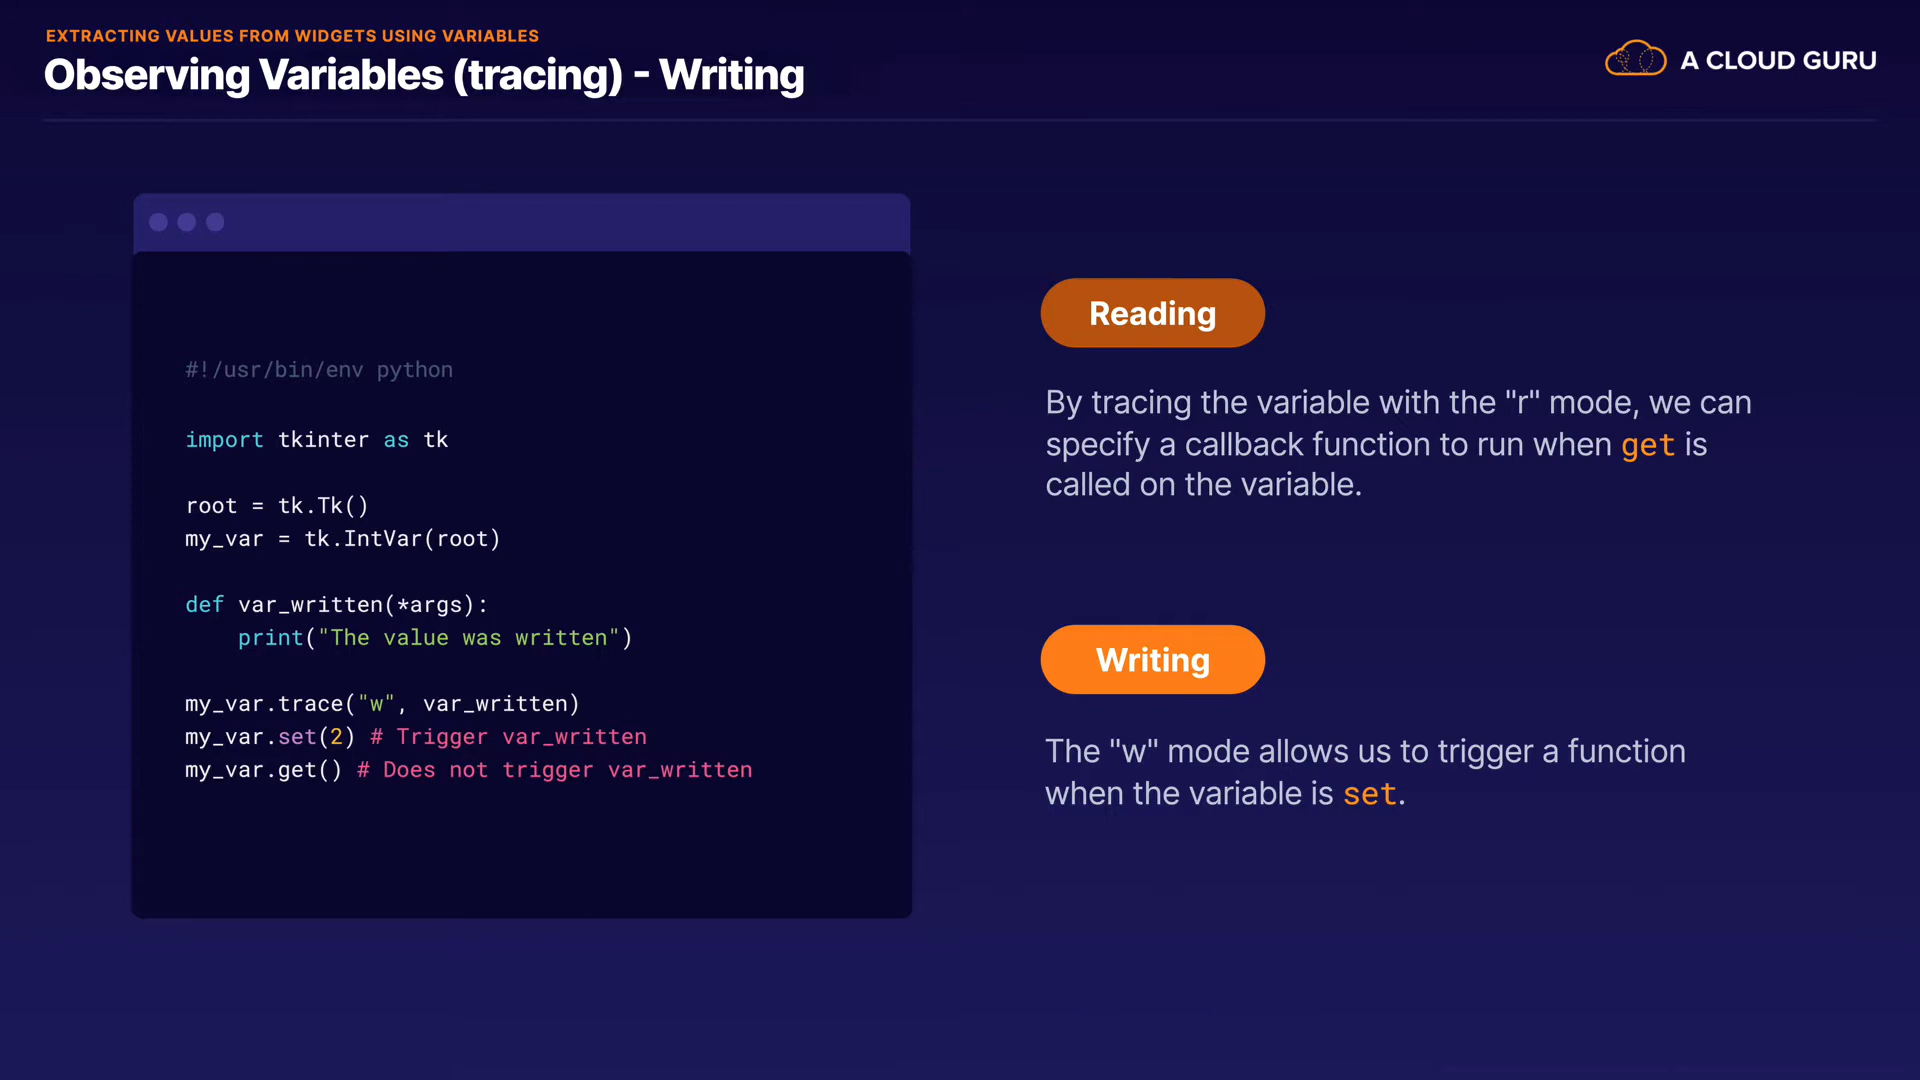 EXTRACTING VALUES FROM WIDGETS USING VARIABLES
Observing Variables (tracing) - Writing
A CLOUD GURU
#!/usr/bin/env python
import tkinter as tk
root = tk.Tk()
my_var = tk.IntVar(root)
def var_written(*args):
    print("The value was written")
my_var.trace("w", var_written)
my_var.set(2) # Trigger var_written
my_var.get() # Does not trigger var_written
Reading
By tracing the variable with the "r" mode, we can
specify a callback function to run when get is
called on the variable.
Writing
The "w" mode allows us to trigger a function
when the variable is set.